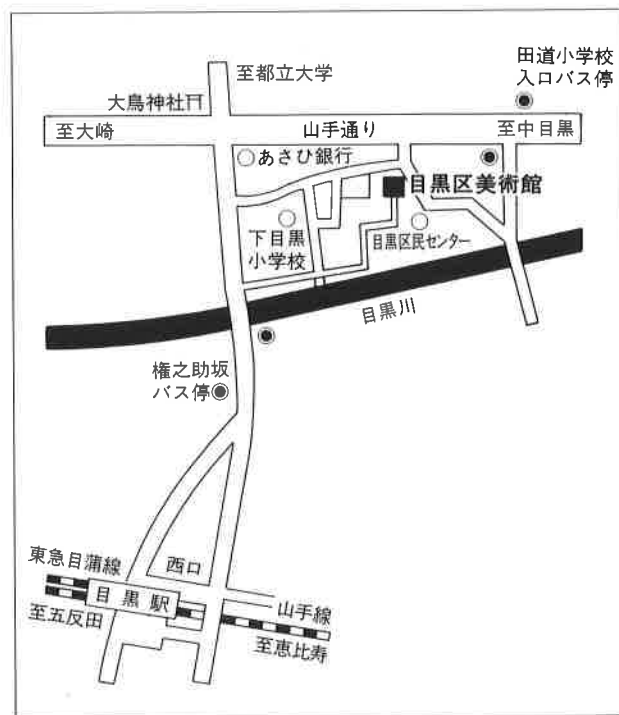 田道小学校
入口バス停
至都立大学
大鳥神社
至大崎
山手通り
至中目黒
あさひ銀行
目黒区美術館
下目黒
小学校
目黒区民センター
目黒川
権之助坂
バス停
東急目蒲線
西口
目黒駅
山手線
至五反田
至恵比寿